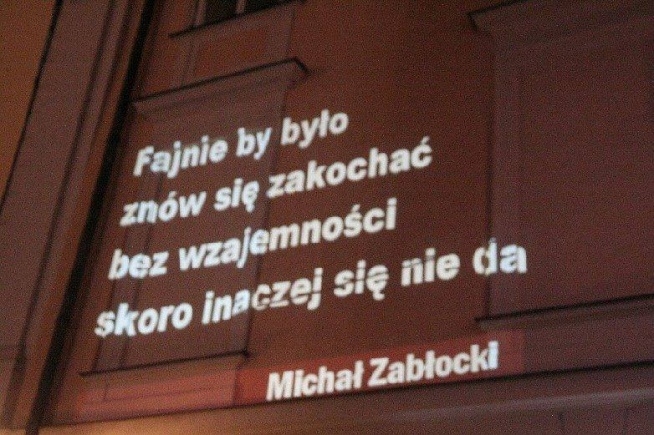 Fajnie by było
znów się zakochać
bez wzajemności
skoro inaczej się nie da
Michał Zabłocki